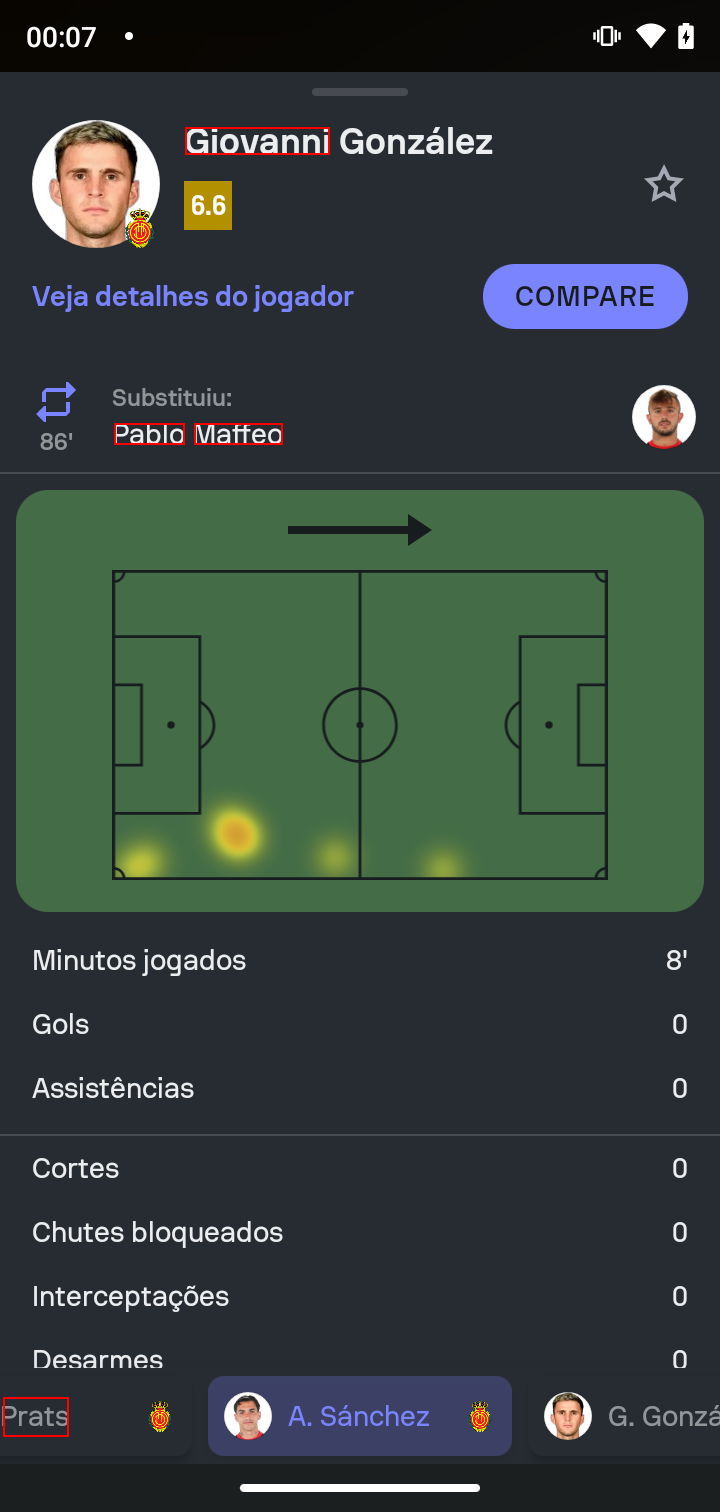 00:07
Giovanni González
6.6
Veja detalhes do jogador
COMPARE
Substituiu:
86'
Pablo Maffeo
Minutos jogados 8'
Gols 0
Assistências 0
Cortes 0
Chutes bloqueados 0
Interceptações 0
Desarmes 0
Prats A. Sánchez G. Gonzá